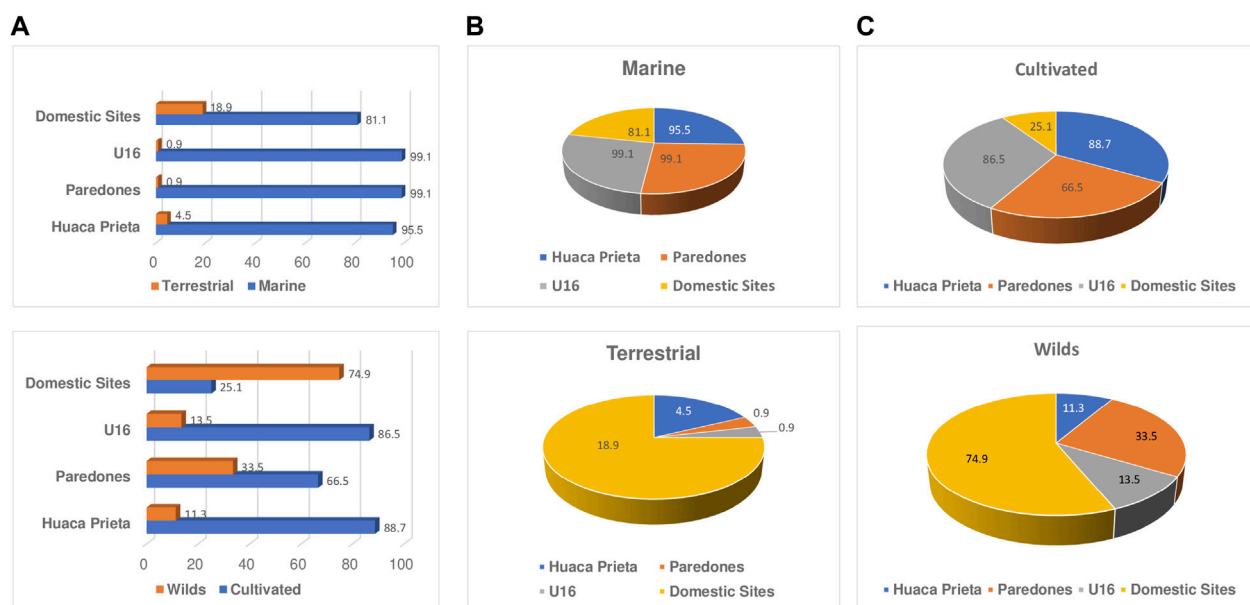 A
Domestic Sites
18.9
81.1
U16
0.9
99.1
Paredones
0.9
99.1
Huaca Prieta
4.5
95.5
0 20 40 60 80 100
Terrestrial Marine
Domestic Sites
74.9
25.1
U16
13.5
86.5
Paredones
33.5
66.5
Huaca Prieta
11.3
88.7
0 20 40 60 80 100
Wilds Cultivated
B
Marine
81.1 95.5
99.1 99.1
Huaca Prieta Paredones
U16 Domestic Sites
Terrestrial
4.5 0.9
0.9
18.9
Huaca Prieta Paredones
U16 Domestic Sites
C
Cultivated
25.1
88.7
86.5
66.5
Huaca Prieta Paredones U16 Domestic Sites
Wilds
11.3
33.5
74.9
13.5
Huaca Prieta Paredones U16 Domestic Sites